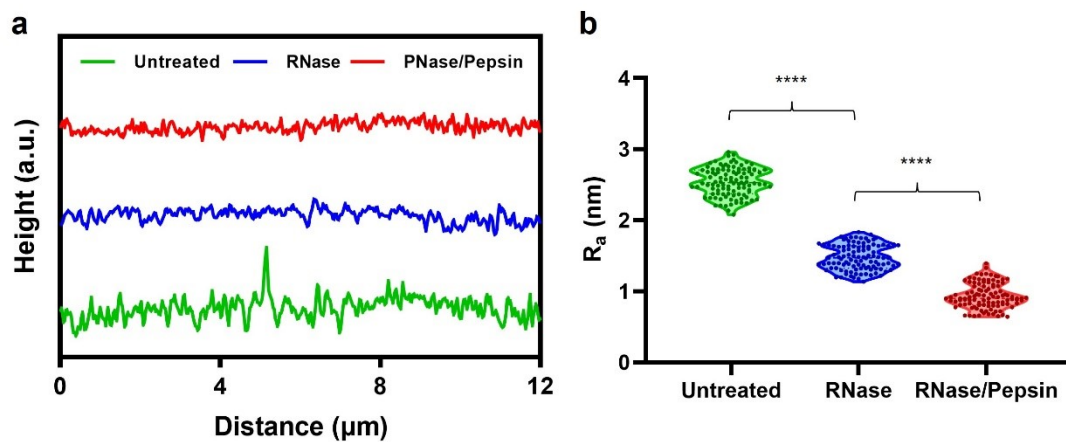 a
Untreated RNase PNase/Pepsin
Height (a.u.)
0 4 8 12
Distance (μm)
b
****
****
4
3
2
1
0
Rₐ (nm)
Untreated RNase RNase/Pepsin